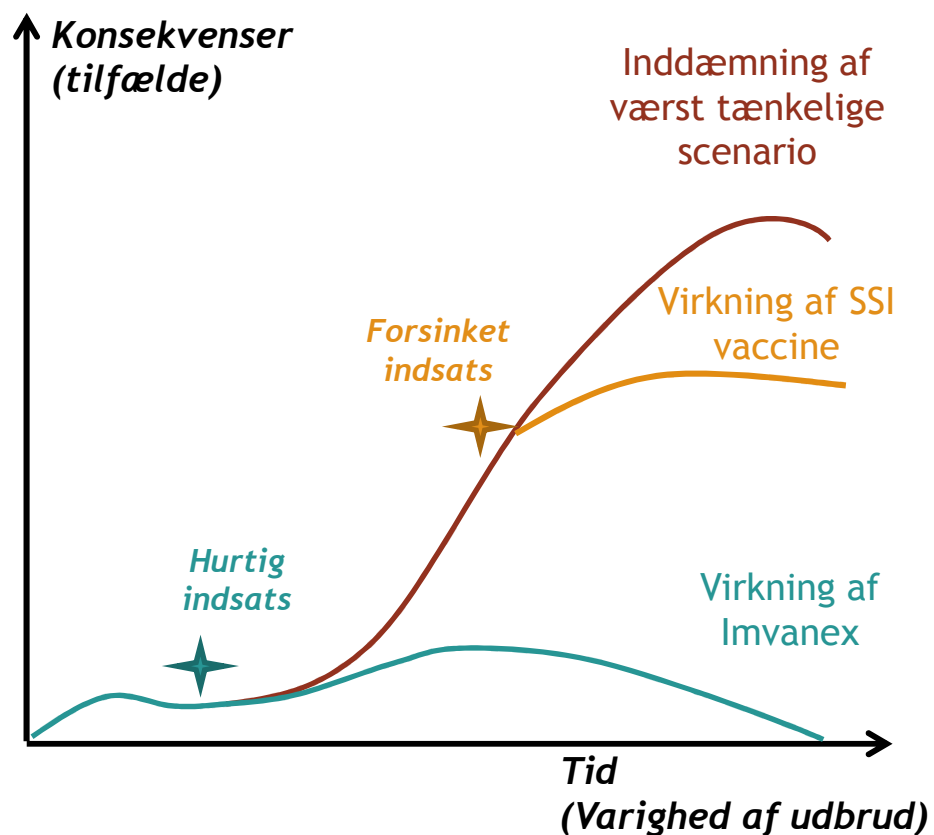 Konsekvenser
(tilfælde)
Inddæmning af
værst tænkelige
scenario
Virkning af SSI
vaccine
Forsinket
indsats
Hurtig
indsats
Virkning af
Imvanex
Tid
(Varighed af udbrud)